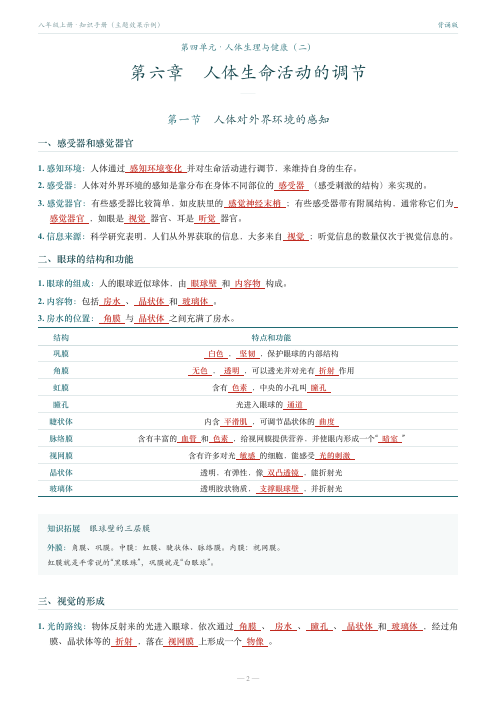 八年级上册·知识手册（主题效果示例） 背诵版
第四单元·人体生理与健康（二）
第六章 人体生命活动的调节
第一节 人体对外界环境的感知
一、感受器和感觉器官
1. 感知环境：人体通过 感知环境变化 并对生命活动进行调节，来维持自身的生存。
2. 感受器：人体对外界环境的感知是靠分布在身体不同部位的 感受器 （感受刺激的结构）来实现的。
3. 感觉器官：有些感受器比较简单，如皮肤里的 感觉神经末梢 ；有些感受器带有附属结构，通常称它们为
感觉器官 ，如眼是 视觉 器官、耳是 听觉 器官。
4. 信息来源：科学研究表明，人们从外界获取的信息，大多来自 视觉 ；听觉信息的数量仅次于视觉信息的。
二、眼球的结构和功能
1. 眼球的组成：人的眼球近似球体，由 眼球壁 和 内容物 构成。
2. 内容物：包括 房水 、 晶状体 和 玻璃体 。
3. 房水的位置： 角膜 与 晶状体 之间充满了房水。
结构 特点和功能
巩膜 白色 ， 坚韧 ，保护眼球的内部结构
角膜 无色 ， 透明 ，可以透光并对光有 折射 作用
虹膜 含有 色素 ，中央的小孔叫 瞳孔
瞳孔 光进入眼球的 通道
睫状体 内含 平滑肌 ，可调节晶状体的 曲度
脉络膜 含有丰富的 血管 和 色素 ，给视网膜提供营养，并使眼内形成一个“ 暗室 ”
视网膜 含有许多对光 敏感 的细胞，能感受 光的刺激
晶状体 透明，有弹性，像 双凸透镜 ，能折射光
玻璃体 透明胶状物质， 支撑眼球壁 ，并折射光
知识拓展 眼球壁的三层膜
外膜：角膜、巩膜。中膜：虹膜、睫状体、脉络膜。内膜：视网膜。
虹膜就是平常说的“黑眼珠”，巩膜就是“白眼球”。
三、视觉的形成
1. 光的路线：物体反射来的光进入眼球，依次通过 角膜 、 房水 、 瞳孔 、 晶状体 和 玻璃体 ，经过角
膜、晶状体等的 折射 ，落在 视网膜 上形成一个 物像 。
— 2 —